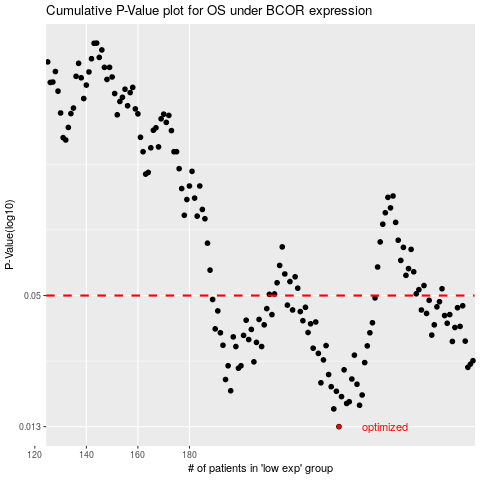 Cumulative P-Value plot for OS under BCOR expression
P-Value(log10)
0.05
optimized
0.013
120 140 160 180
# of patients in 'low exp' group